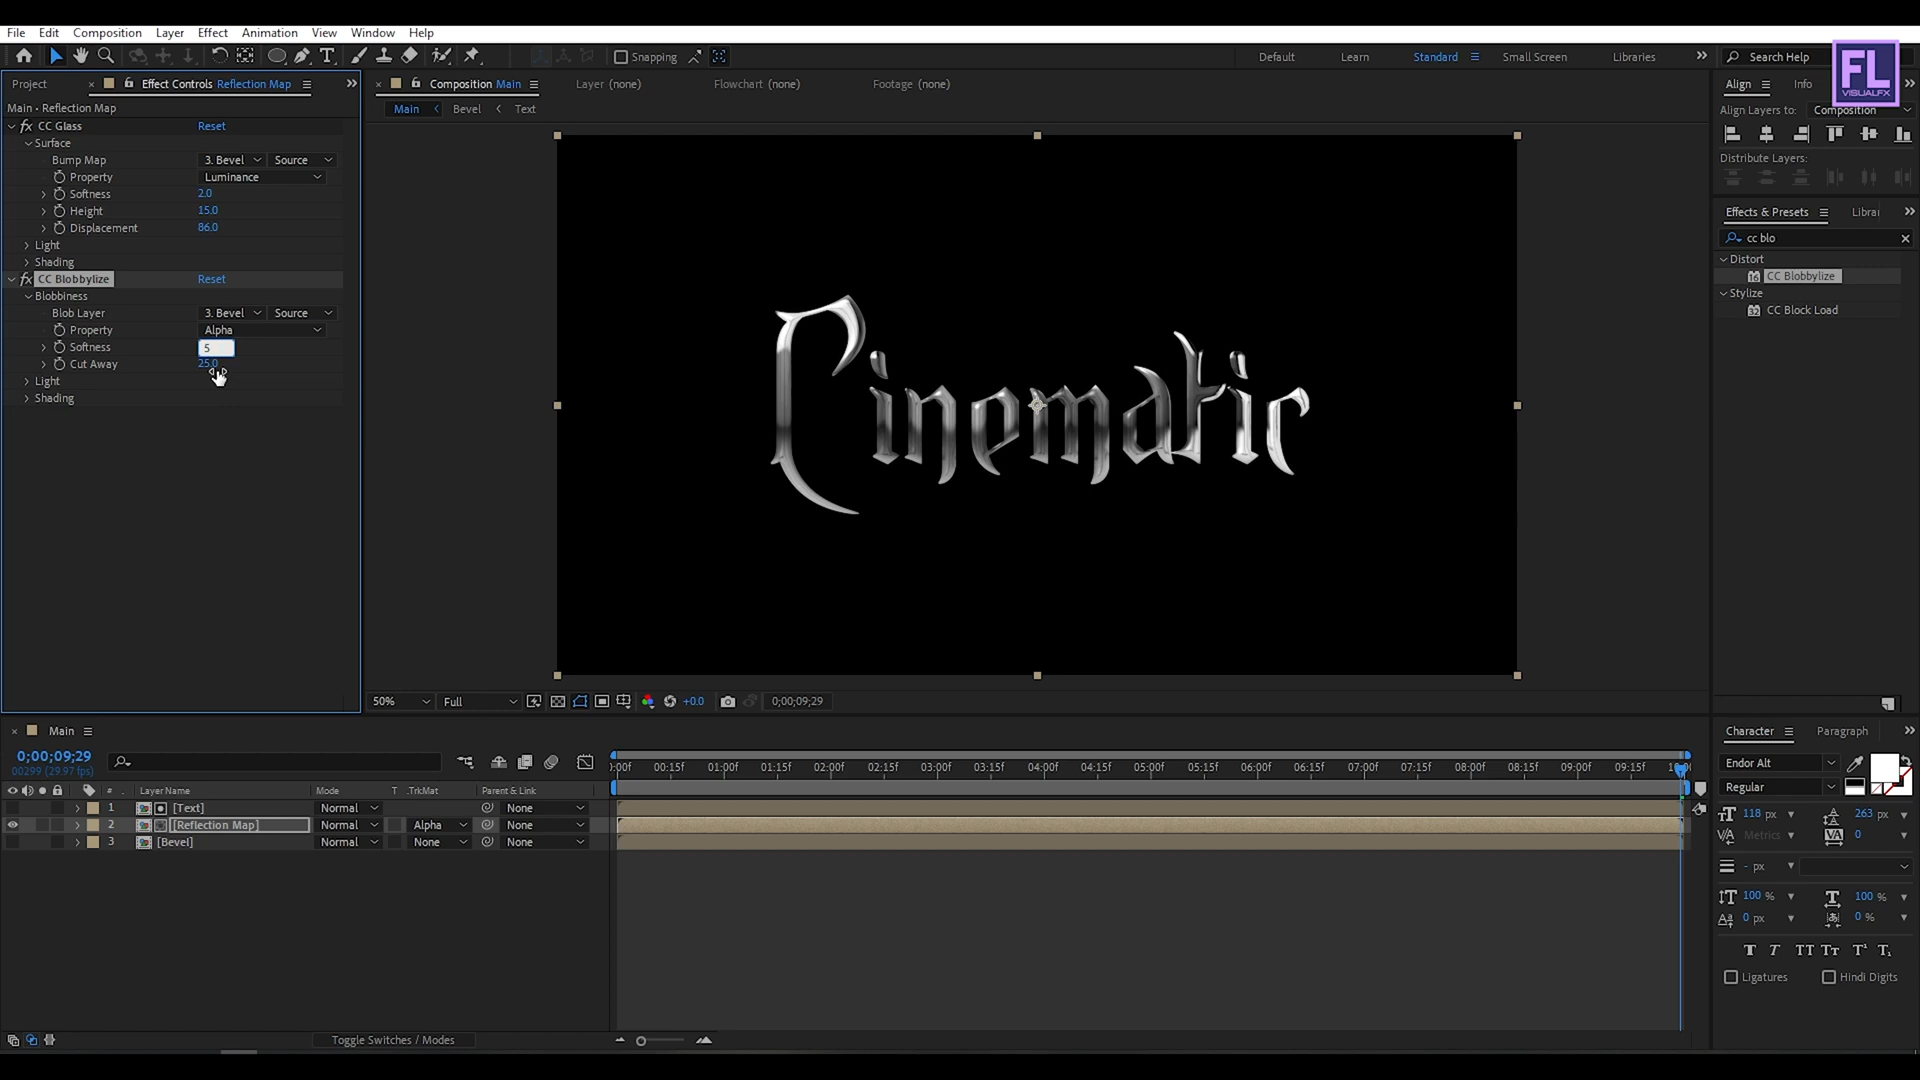 File Edit Composition Layer Effect Animation View Window Help
Snapping Default Learn Standard Small Screen Libraries Search Help
FL
VISUALFX
Project Effect Controls Reflection Map
Composition Main Layer (none) Flowchart (none) Footage (none)
Align Info
Main • Reflection Map
Main Bevel Text
Align Layers to: Composition
fx CC Glass Reset
Surface
Bump Map 3. Bevel Source
Property Luminance
Distribute Layers:
Softness 2.0
Height 15.0
Effects & Presets Librai
Displacement 86.0
cc blo
Light
Shading
Distort
fx CC Blobbylize Reset
CC Blobbylize
Blobbiness
Stylize
Blob Layer 3. Bevel Source
CC Block Load
Property Alpha
Softness 5
Cut Away 25.0
Light
Shading
Cinematic
50% Full +0.0 0;00;09;29
Main
Character Paragraph
0;00;09;29
00299 (29.97 fps)
:00f 00:15f 01:00f 01:15f 02:00f 02:15f 03:00f 03:15f 04:00f 04:15f 05:00f 05:15f 06:00f 06:15f 07:00f 07:15f 08:00f 08:15f 09:00f 09:15f
Endor Alt
Regular
# Layer Name Mode T .TrkMat Parent & Link
1 [Text] Normal None
2 [Reflection Map] Normal Alpha None
3 [Bevel] Normal None None
118 px 263 px
Metrics 0
- px
100 % 100 %
0 px 0 %
T T TT Tt T¹ T₁
Ligatures Hindi Digits
Toggle Switches / Modes